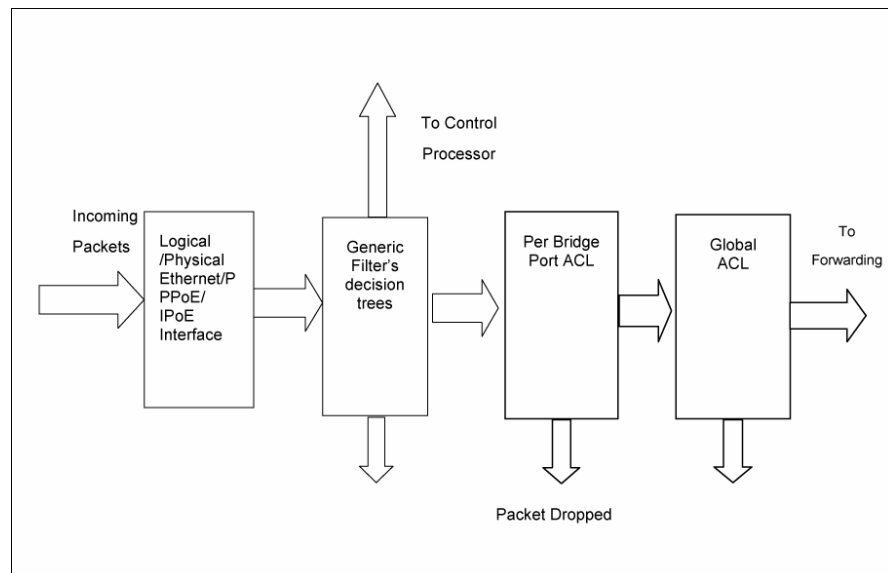 To Control
Processor
Incoming
Packets
Logical
/Physical
Ethernet/P
PPoE/
IPoE
Interface
Generic
Filter's
decision
trees
Per Bridge
Port ACL
Global
ACL
To
Forwarding
Packet Dropped